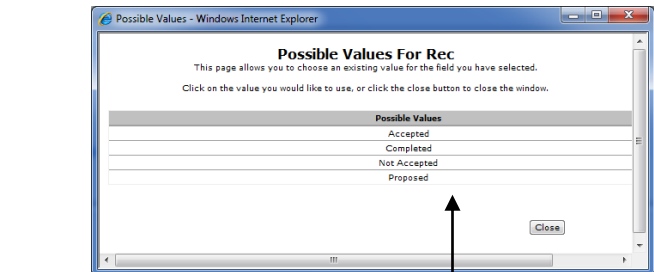 Possible Values - Windows Internet Explorer
Possible Values For Rec
This page allows you to choose an existing value for the field you have selected.
Click on the value you would like to use, or click the close button to close the window.
Possible Values
Accepted
Completed
Not Accepted
Proposed
Close